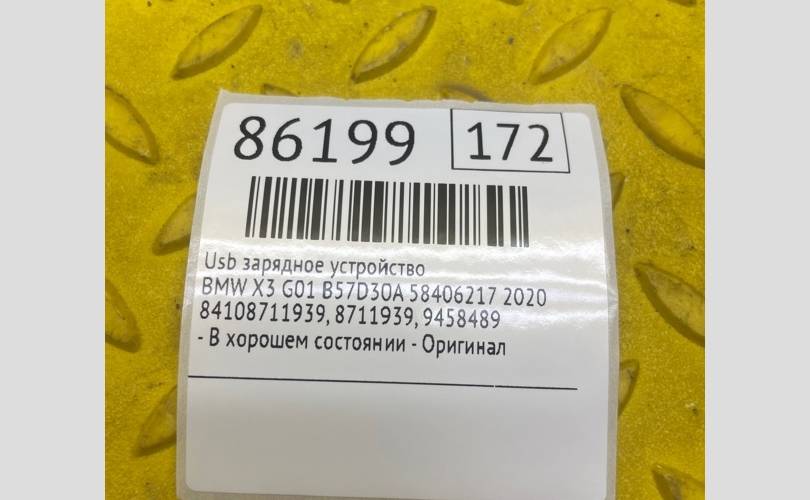 86199 172
Usb зарядное устройство
BMW X3 G01 B57D30A 58406217 2020
84108711939, 8711939, 9458489
- В хорошем состоянии - Оригинал